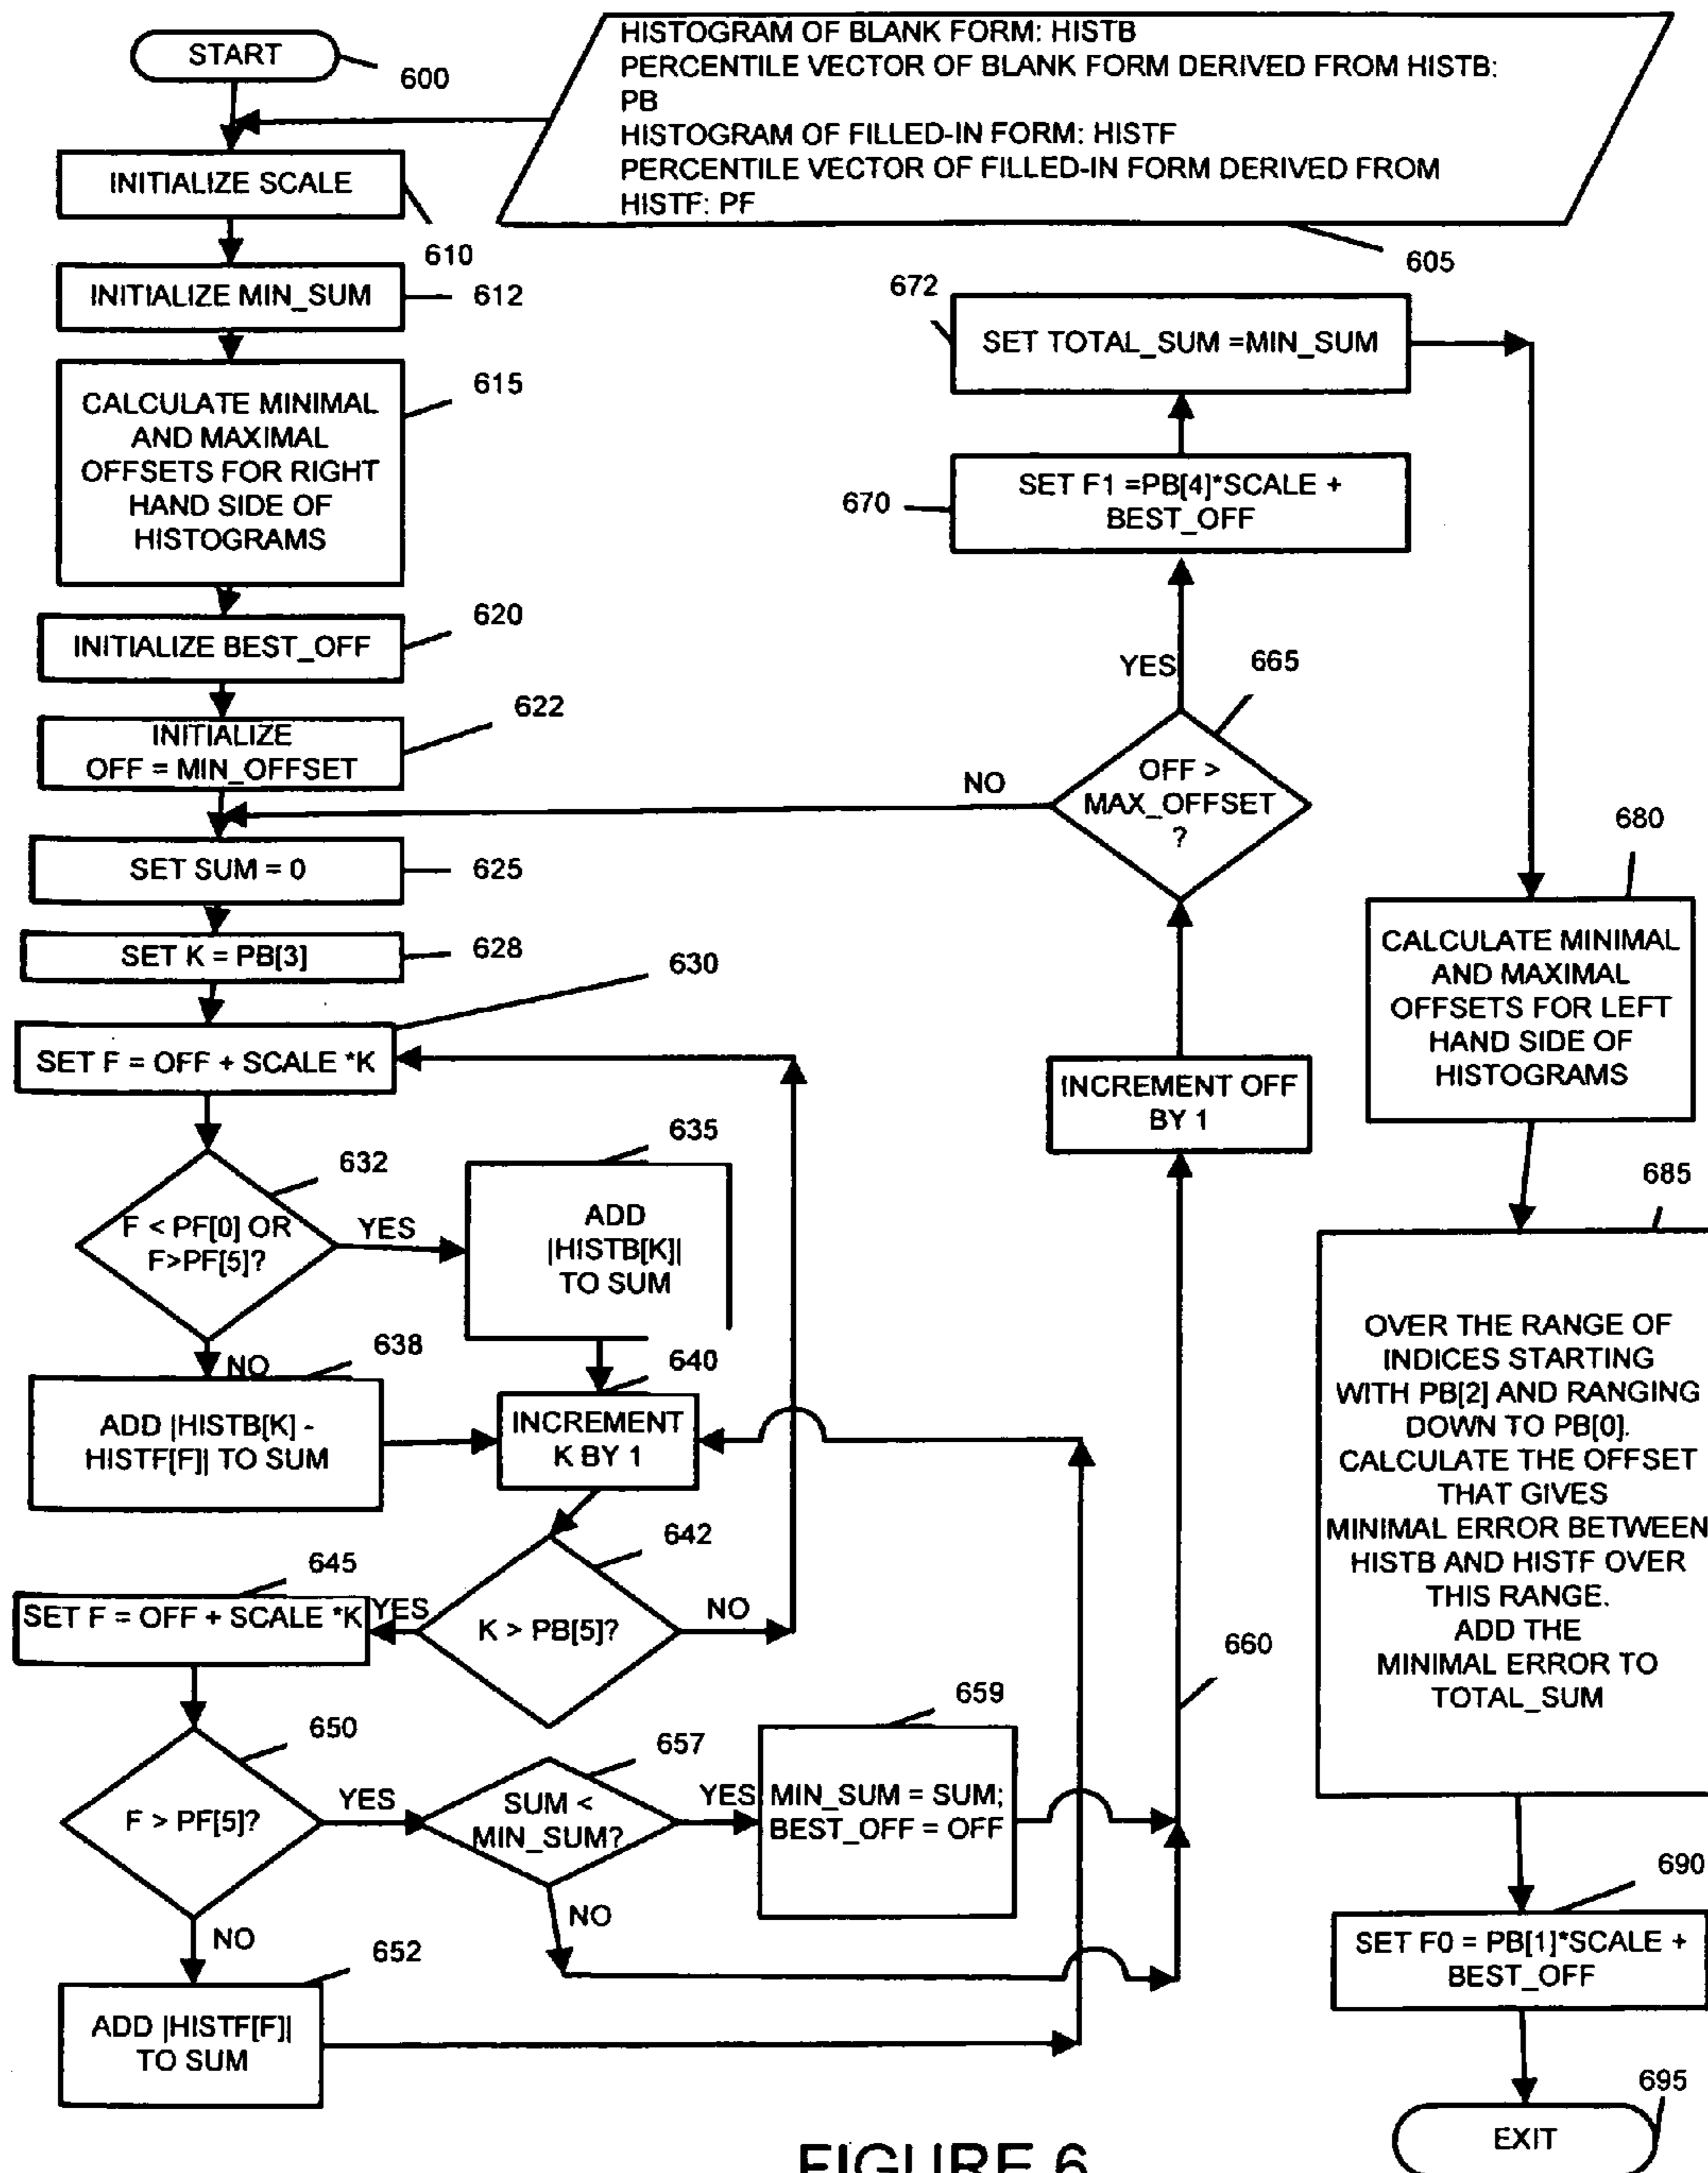 START
600
HISTOGRAM OF BLANK FORM: HISTB
PERCENTILE VECTOR OF BLANK FORM DERIVED FROM HISTB:
PB
HISTOGRAM OF FILLED-IN FORM: HISTF
PERCENTILE VECTOR OF FILLED-IN FORM DERIVED FROM
HISTF: PF
605
INITIALIZE SCALE
610
INITIALIZE MIN_SUM
612
CALCULATE MINIMAL
AND MAXIMAL
OFFSETS FOR RIGHT
HAND SIDE OF
HISTOGRAMS
615
INITIALIZE BEST_OFF
620
INITIALIZE
OFF = MIN_OFFSET
622
SET SUM = 0
625
SET K = PB[3]
628
SET F = OFF + SCALE *K
630
F < PF[0] OR
F>PF[5]?
632
YES
NO
ADD
|HISTB[K]|
TO SUM
635
ADD |HISTB[K] -
HISTF[F]| TO SUM
638
INCREMENT
K BY 1
640
K > PB[5]?
642
NO
YES
SET F = OFF + SCALE *K
645
F > PF[5]?
650
YES
NO
ADD |HISTF[F]|
TO SUM
652
SUM <
MIN_SUM?
657
YES
NO
MIN_SUM = SUM;
BEST_OFF = OFF
659
660
INCREMENT OFF
BY 1
OFF >
MAX_OFFSET
?
665
NO
YES
SET F1 =PB[4]*SCALE +
BEST_OFF
670
SET TOTAL_SUM =MIN_SUM
672
CALCULATE MINIMAL
AND MAXIMAL
OFFSETS FOR LEFT
HAND SIDE OF
HISTOGRAMS
680
OVER THE RANGE OF
INDICES STARTING
WITH PB[2] AND RANGING
DOWN TO PB[0].
CALCULATE THE OFFSET
THAT GIVES
MINIMAL ERROR BETWEEN
HISTB AND HISTF OVER
THIS RANGE.
ADD THE
MINIMAL ERROR TO
TOTAL_SUM
685
SET F0 = PB[1]*SCALE +
BEST_OFF
690
EXIT
695
FIGURE 6